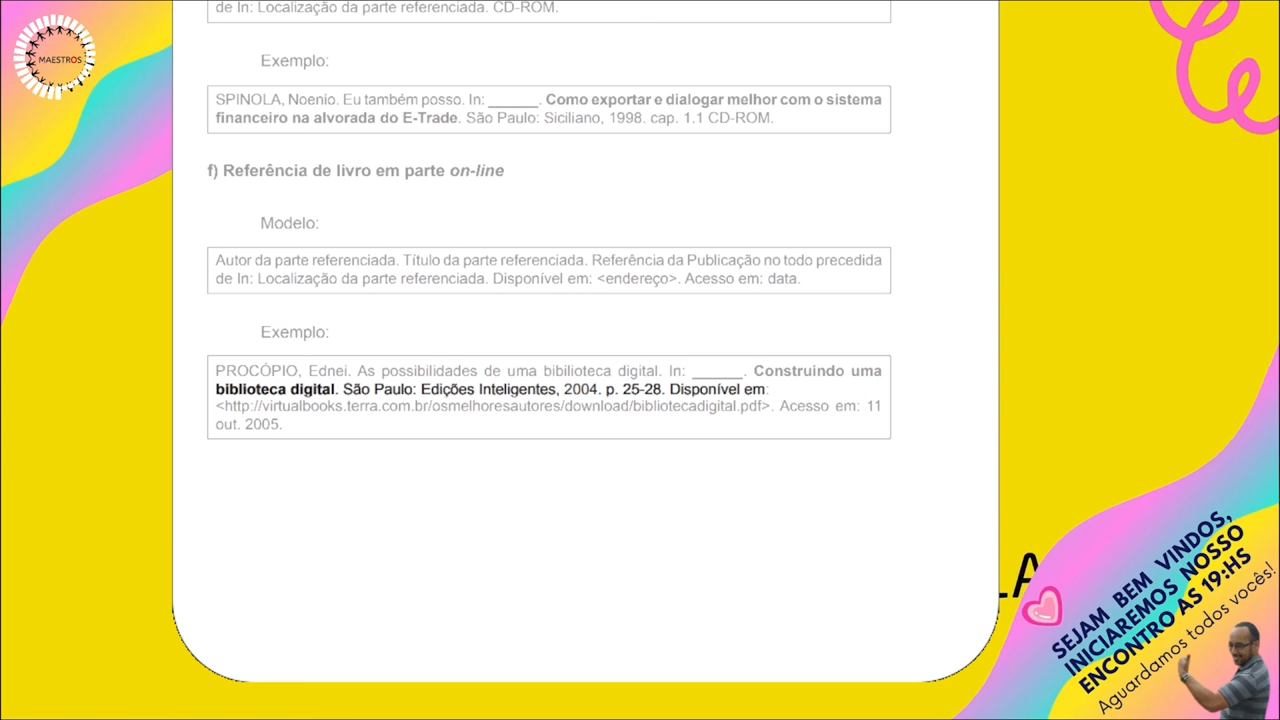 de In: Localização da parte referenciada. CD-ROM.
MAESTROS
Exemplo:
SPINOLA, Noenio. Eu também posso. In: ______. Como exportar e dialogar melhor com o sistema
financeiro na alvorada do E-Trade. São Paulo: Siciliano, 1998. cap. 1.1 CD-ROM.
f) Referência de livro em parte on-line
Modelo:
Autor da parte referenciada. Título da parte referenciada. Referência da Publicação no todo precedida
de In: Localização da parte referenciada. Disponível em: <endereço>. Acesso em: data.
Exemplo:
PROCÓPIO, Ednei. As possibilidades de uma biblioteca digital. In: ______. Construindo uma
biblioteca digital. São Paulo: Edições Inteligentes, 2004. p. 25-28. Disponível em:
<http://virtualbooks.terra.com.br/osmelhoresautores/download/bibliotecadigital.pdf>. Acesso em: 11
out. 2005.
LA
SEJAM BEM VINDOS,
INICIAREMOS NOSSO
ENCONTRO AS 19:HS
Aguardamos todos vocês!